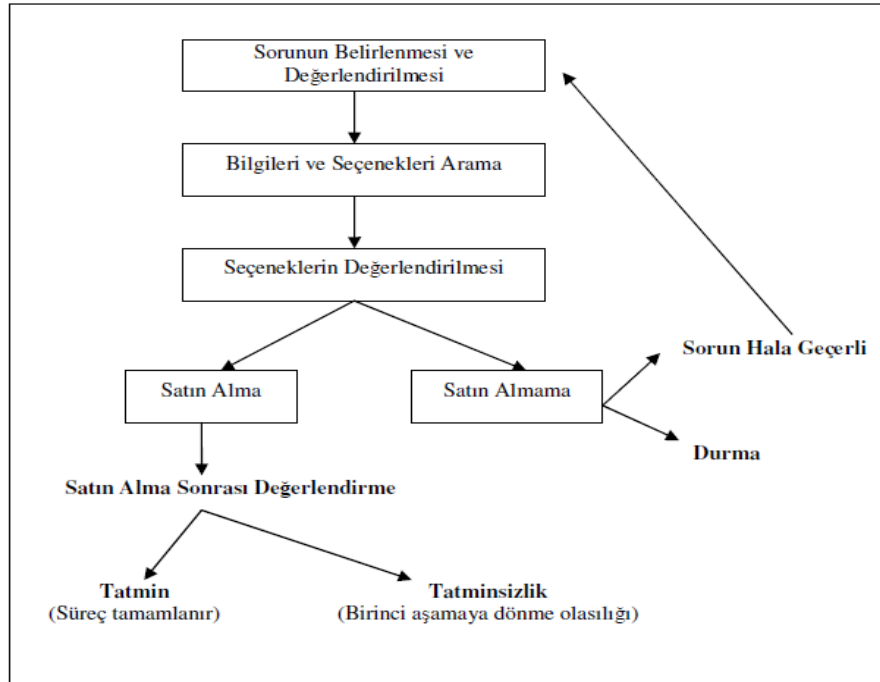 Sorunun Belirlenmesi ve
Değerlendirilmesi
Bilgileri ve Seçenekleri Arama
Seçeneklerin Değerlendirilmesi
Sorun Hala Geçerli
Satın Alma
Satın Almama
Durma
Satın Alma Sonrası Değerlendirme
Tatmin
(Süreç tamamlanır)
Tatminsizlik
(Birinci aşamaya dönme olasılığı)